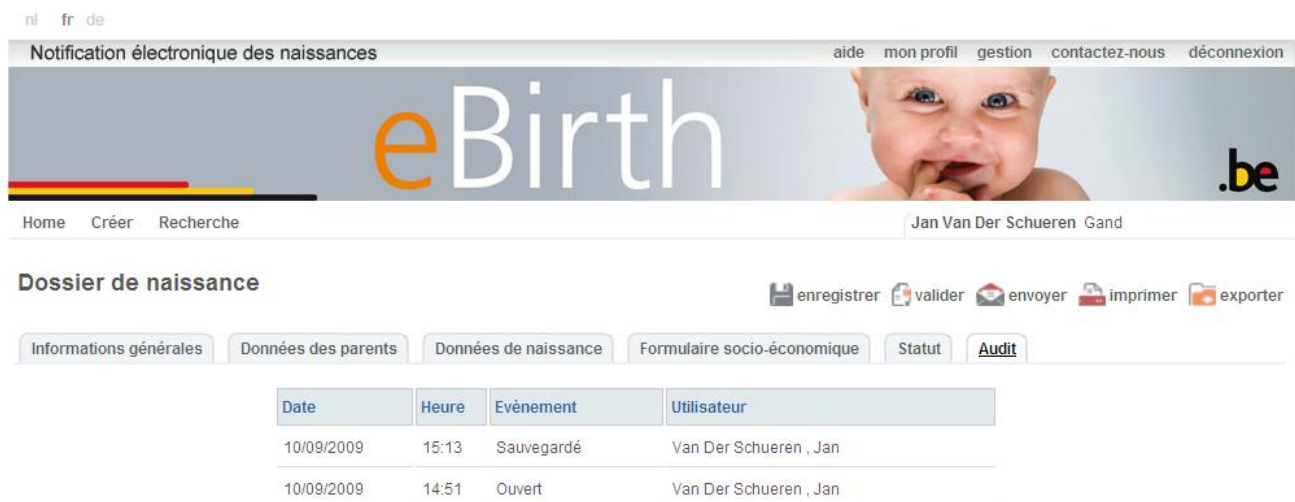 nl fr de
Notification électronique des naissances aide mon profil gestion contactez-nous déconnexion
eBirth
.be
Home Créer Recherche Jan Van Der Schueren Gand
Dossier de naissance enregistrer valider envoyer imprimer exporter
Informations générales Données des parents Données de naissance Formulaire socio-économique Statut Audit
Date Heure Evènement Utilisateur
10/09/2009 15:13 Sauvegardé Van Der Schueren , Jan
10/09/2009 14:51 Ouvert Van Der Schueren , Jan